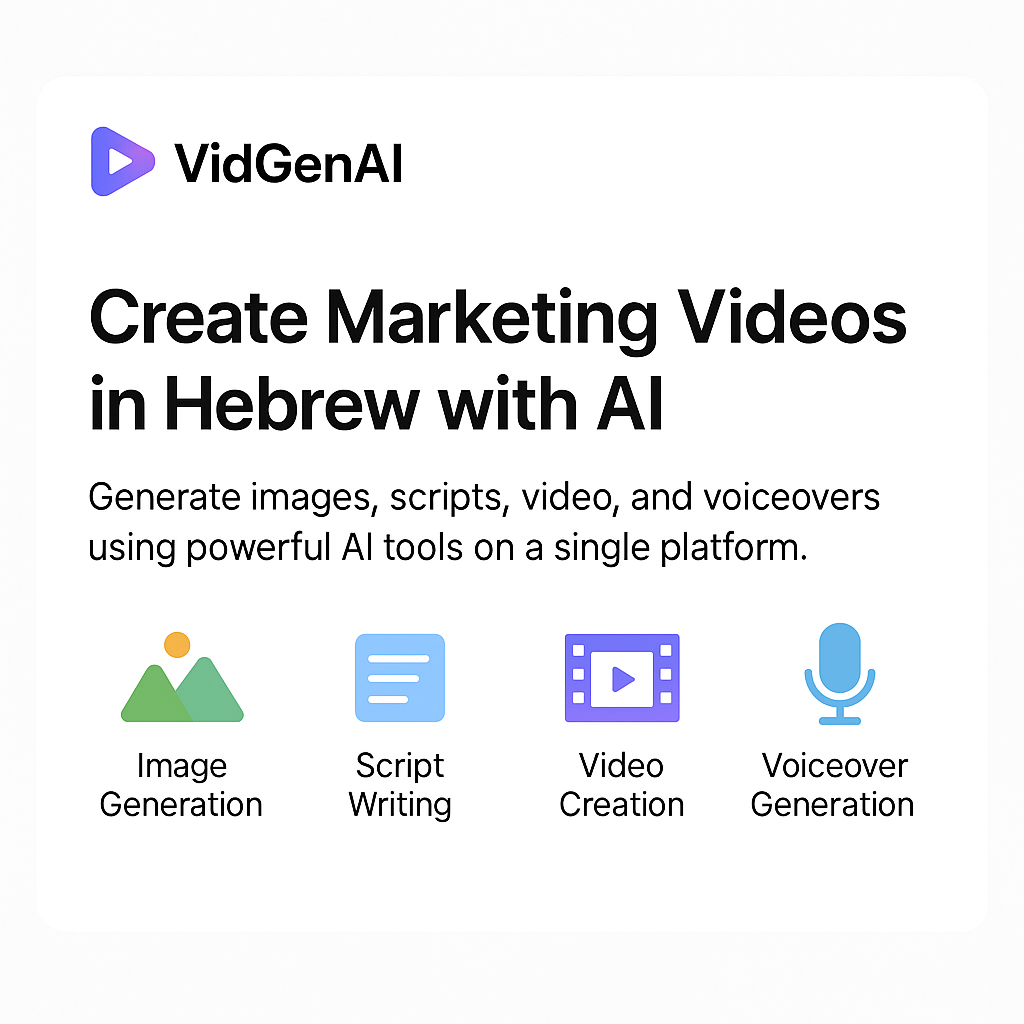 VidGenAI
Create Marketing Videos
in Hebrew with AI
Generate images, scripts, video, and voiceovers
using powerful AI tools on a single platform.
Image
Generation
Script
Writing
Video
Creation
Voiceover
Generation